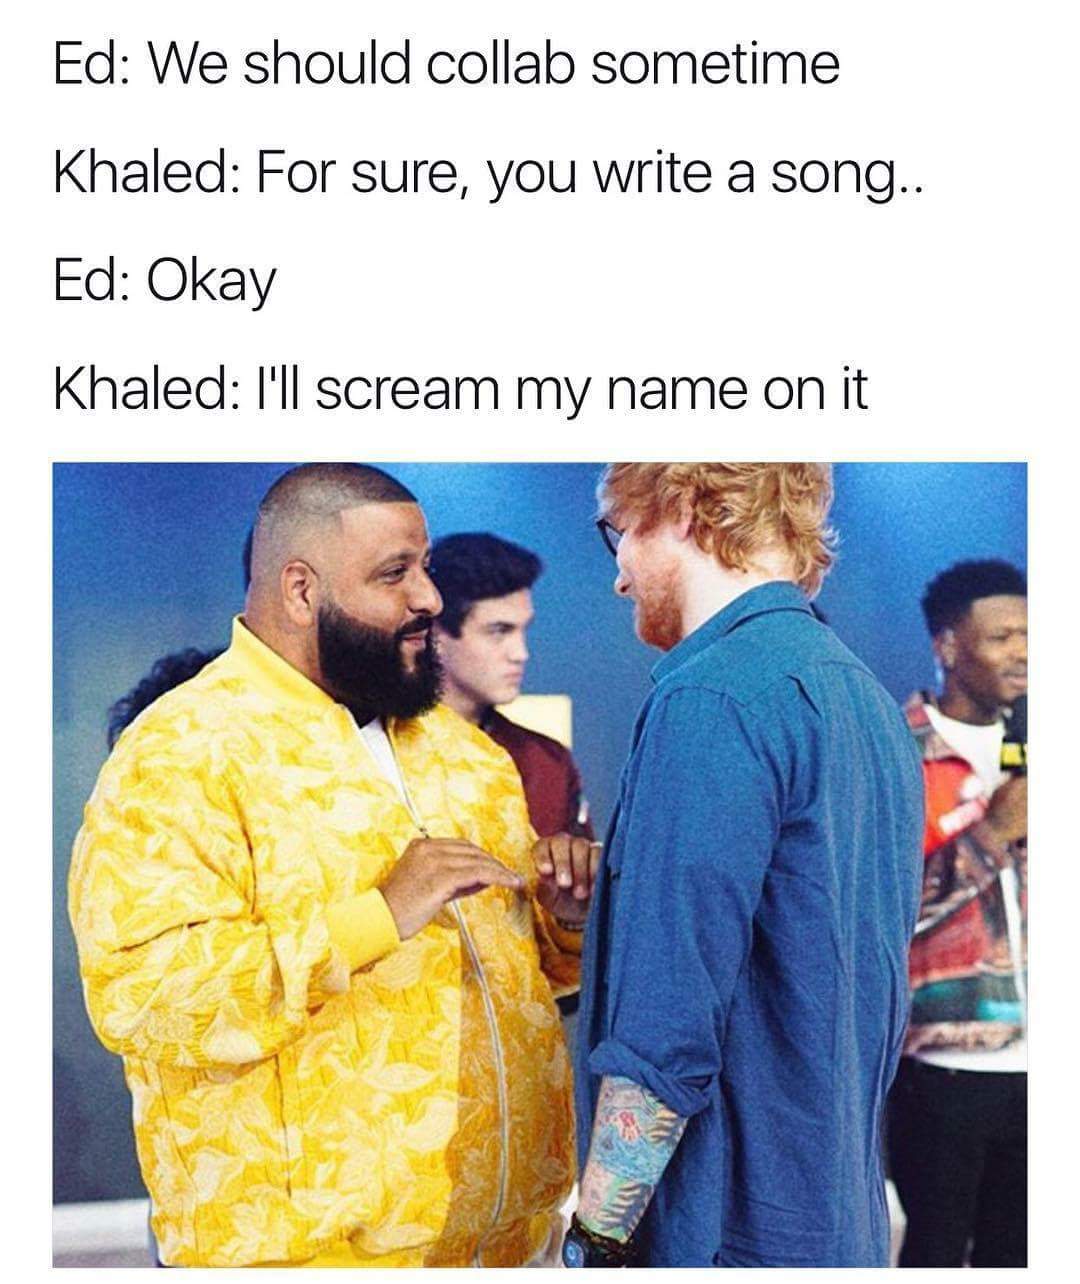 Ed: We should collab sometime
Khaled: For sure, you write a song..
Ed: Okay
Khaled: I'll scream my name on it